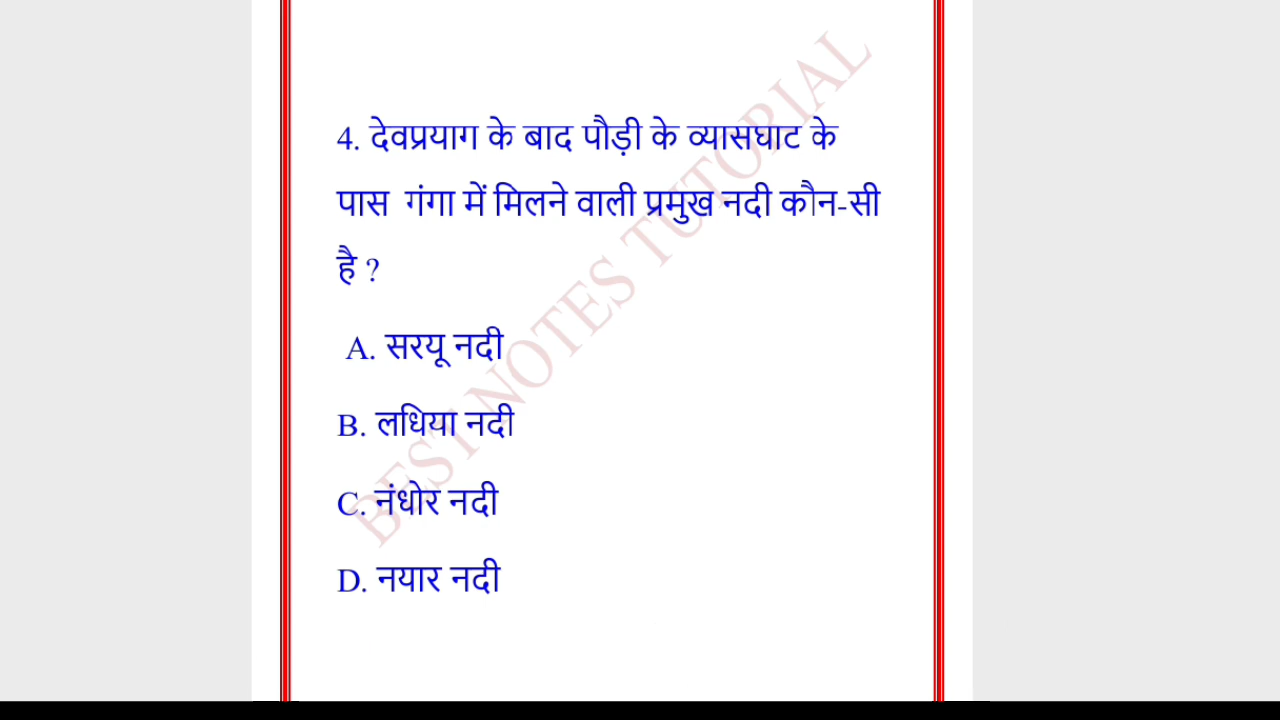 4. देवप्रयाग के बाद पौड़ी के व्यासघाट के
पास गंगा में मिलने वाली प्रमुख नदी कौन-सी
है ?
A. सरयू नदी
B. लधिया नदी
C. नंधोर नदी
D. नयार नदी
BEST NOTES TUTORIAL